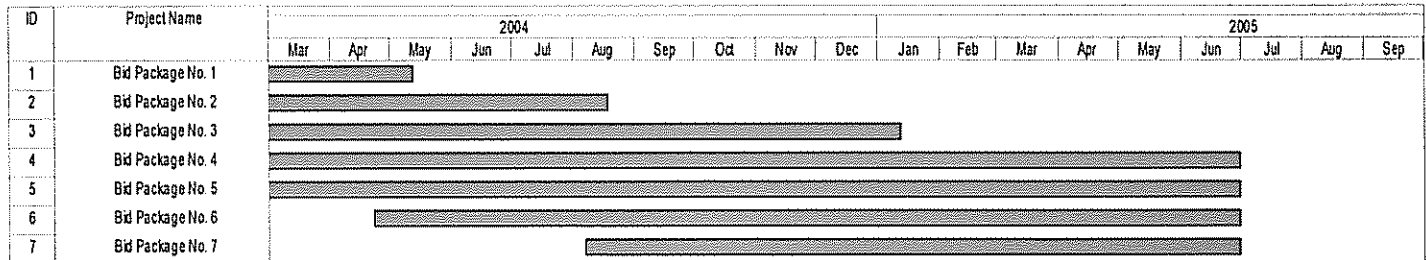 ID Project Name 2004 2005
Mar Apr May Jun Jul Aug Sep Oct Nov Dec Jan Feb Mar Apr May Jun Jul Aug Sep
1 Bid Package No. 1
2 Bid Package No. 2
3 Bid Package No. 3
4 Bid Package No. 4
5 Bid Package No. 5
6 Bid Package No. 6
7 Bid Package No. 7